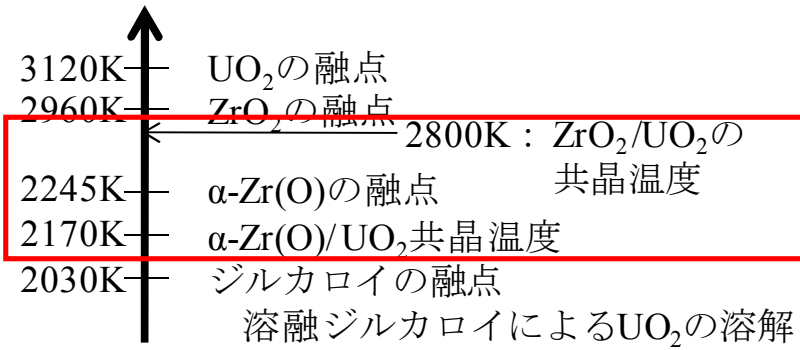 3120K UO₂の融点
2960K ZrO₂の融点
2800K：ZrO₂/UO₂の
共晶温度
2245K α-Zr(O)の融点
2170K α-Zr(O)/UO₂共晶温度
2030K ジルカロイの融点
溶融ジルカロイによるUO₂の溶解